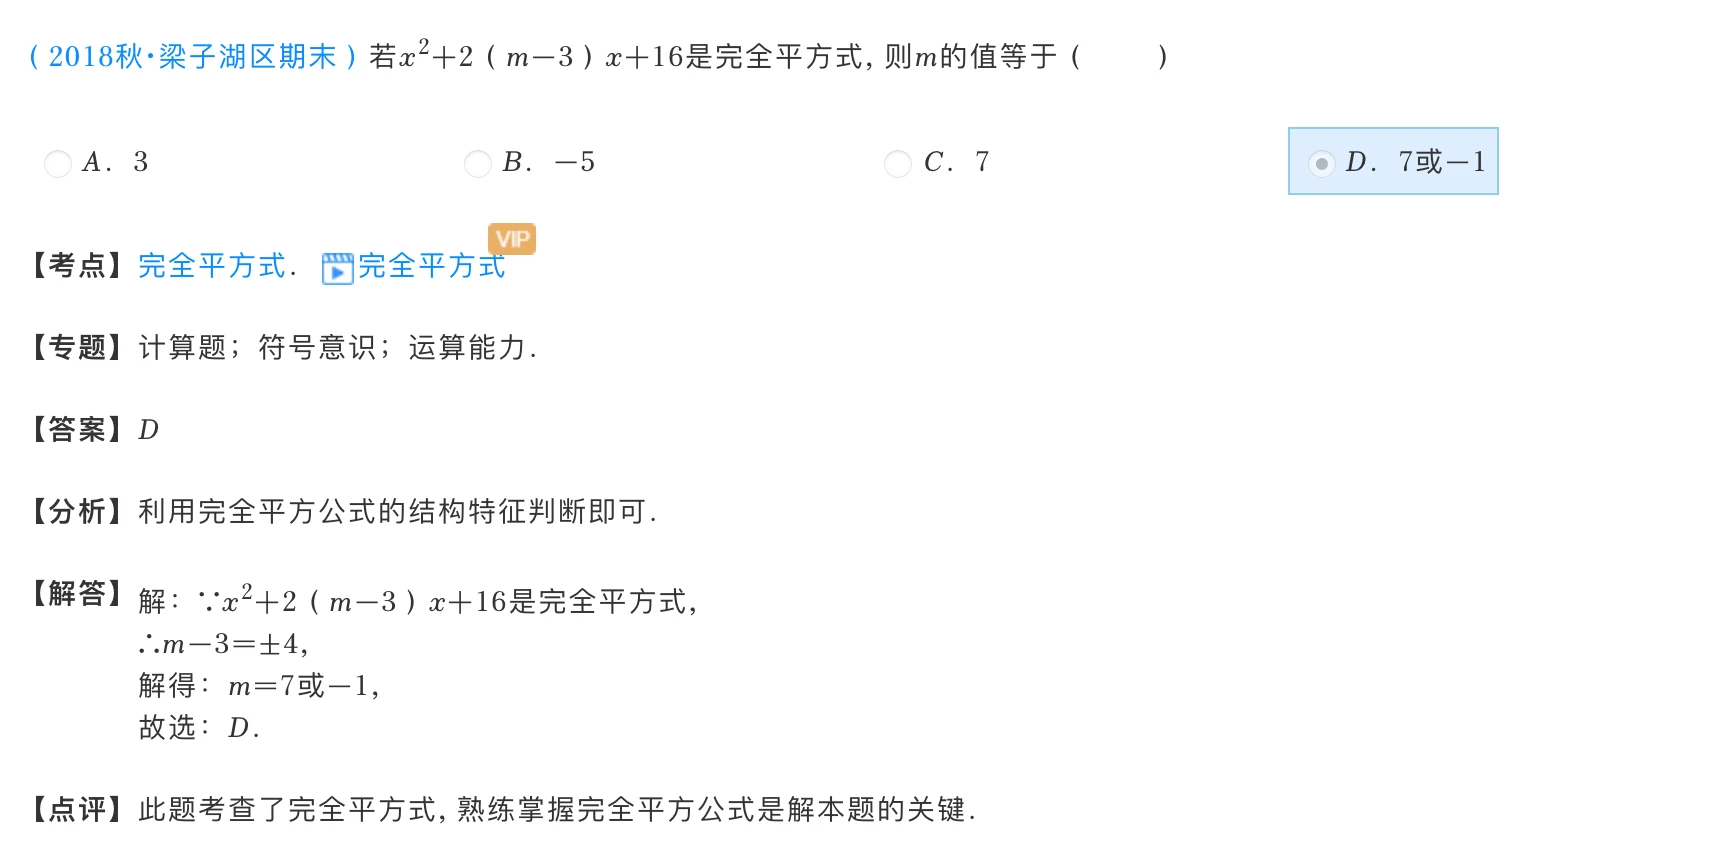 (2018秋·梁子湖区期末)若x²+2(m−3)x+16是完全平方式,则m的值等于(    )
A. 3  B. −5  C. 7  D. 7或−1
VIP
【考点】完全平方式. 完全平方式
【专题】计算题；符号意识；运算能力.
【答案】D
【分析】利用完全平方公式的结构特征判断即可.
【解答】解：∵x²+2(m−3)x+16是完全平方式,
∴m−3=±4,
解得：m=7或−1,
故选：D.
【点评】此题考查了完全平方式,熟练掌握完全平方公式是解本题的关键.